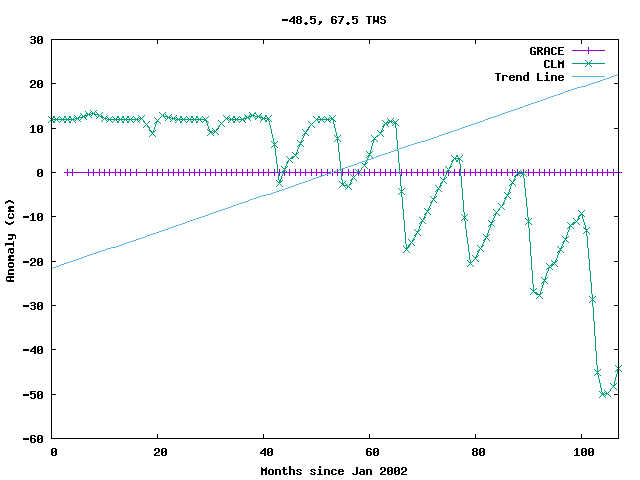 -48.5, 67.5 TWS
GRACE
CLM
Trend Line
30
20
10
0
-10
-20
-30
-40
-50
-60
Anomaly (cm)
0 20 40 60 80 100
Months since Jan 2002